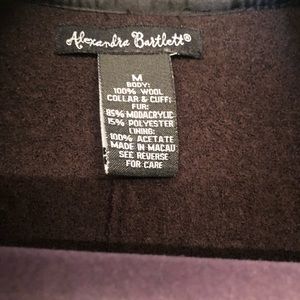 Alexandra Bartlett®
M
BODY:
100% WOOL
COLLAR & CUFF:
FUR:
85% MODACRYLIC
15% POLYESTER
LINING:
100% ACETATE
MADE IN MACAU
SEE REVERSE
FOR CARE